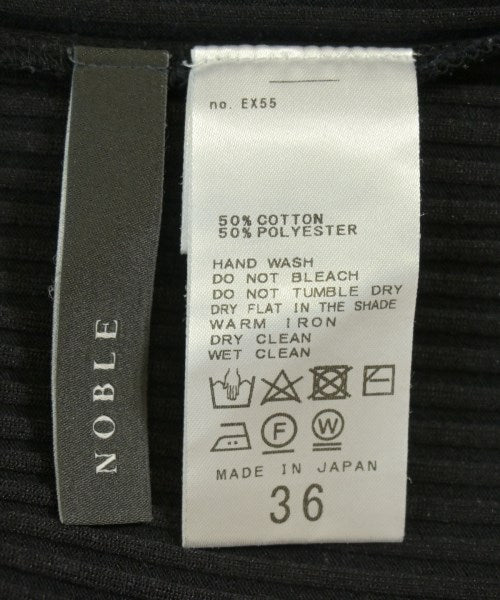 NOBLE
no. EX55
50% COTTON
50% POLYESTER
HAND WASH
DO NOT BLEACH
DO NOT TUMBLE DRY
DRY FLAT IN THE SHADE
WARM IRON
DRY CLEAN
WET CLEAN
F W
MADE IN JAPAN
36